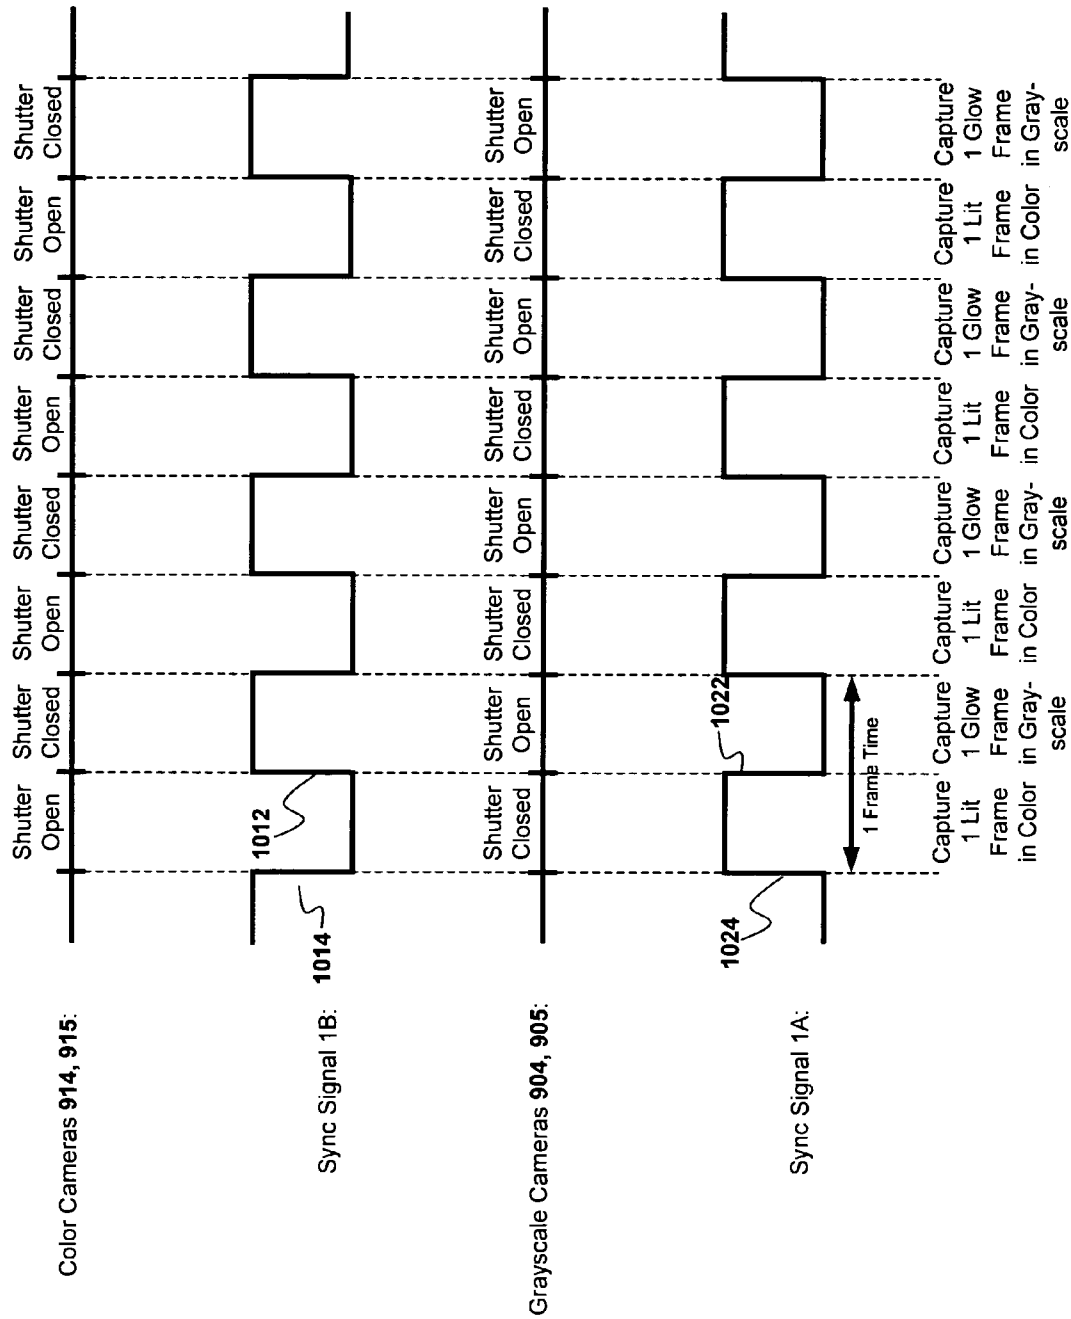 Color Cameras 914, 915:
Shutter
Open
Shutter
Closed
Shutter
Open
Shutter
Closed
Shutter
Open
Shutter
Closed
Shutter
Open
Shutter
Closed
Sync Signal 1B:
1014
1012
Grayscale Cameras 904, 905:
Shutter
Closed
Shutter
Open
Shutter
Closed
Shutter
Open
Shutter
Closed
Shutter
Open
Shutter
Closed
Shutter
Open
Sync Signal 1A:
1024
1022
1 Frame Time
Capture
1 Lit
Frame
in Color
Capture
1 Glow
Frame
in Gray-
scale
Capture
1 Lit
Frame
in Color
Capture
1 Glow
Frame
in Gray-
scale
Capture
1 Lit
Frame
in Color
Capture
1 Glow
Frame
in Gray-
scale
Capture
1 Lit
Frame
in Color
Capture
1 Glow
Frame
in Gray-
scale